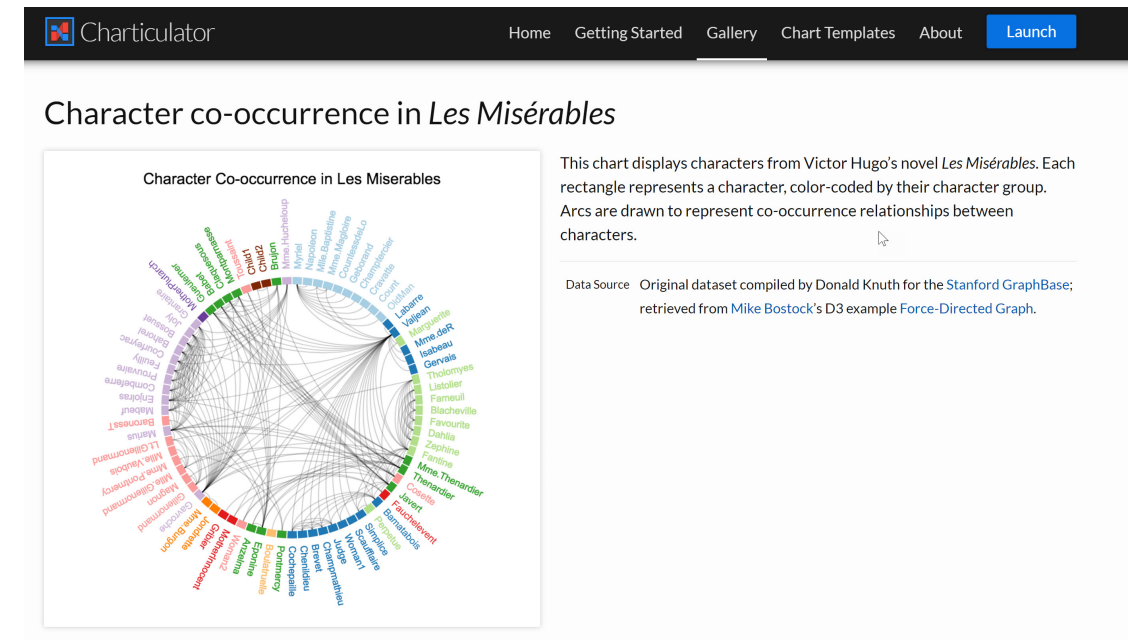 Charticulator
Home Getting Started Gallery Chart Templates About Launch
Character co-occurrence in Les Misérables
Character Co-occurrence in Les Miserables
Mme.Hucheloup
Myriel
Napoleon
Mlle.Baptistine
Mme.Magloire
CountessdeLo
Geborand
Champtercier
Cravatte
Count
OldMan
Labarre
Valjean
Marguerite
Mme.deR
Isabeau
Gervais
Tholomyes
Listolier
Fameuil
Blacheville
Favourite
Dahlia
Zephine
Fantine
Mme.Thenardier
Thenardier
Cosette
Javert
Fauchelevent
Bamatabois
Perpetue
Simplice
Scaufflaire
Woman1
Judge
Champmathieu
Brevet
Chenildieu
Cochepaille
Pontmercy
Boulatruelle
Eponine
Anzelma
Woman2
MotherInnocent
Gribier
Jondrette
Mme.Burgon
Gavroche
Gillenormand
Magnon
Mlle.Gillenormand
Mme.Pontmercy
Mlle.Vaubois
Lt.Gillenormand
Marius
BaronessT
Mabeuf
Enjolras
Combeferre
Prouvaire
Feuilly
Courfeyrac
Bahorel
Bossuet
Joly
Grantaire
MotherPlutarch
Gueulemer
Babet
Claquesous
Montparnasse
Toussaint
Child1
Child2
Brujon
This chart displays characters from Victor Hugo's novel Les Misérables. Each
rectangle represents a character, color-coded by their character group.
Arcs are drawn to represent co-occurrence relationships between
characters.
Data Source Original dataset compiled by Donald Knuth for the Stanford GraphBase;
retrieved from Mike Bostock's D3 example Force-Directed Graph.